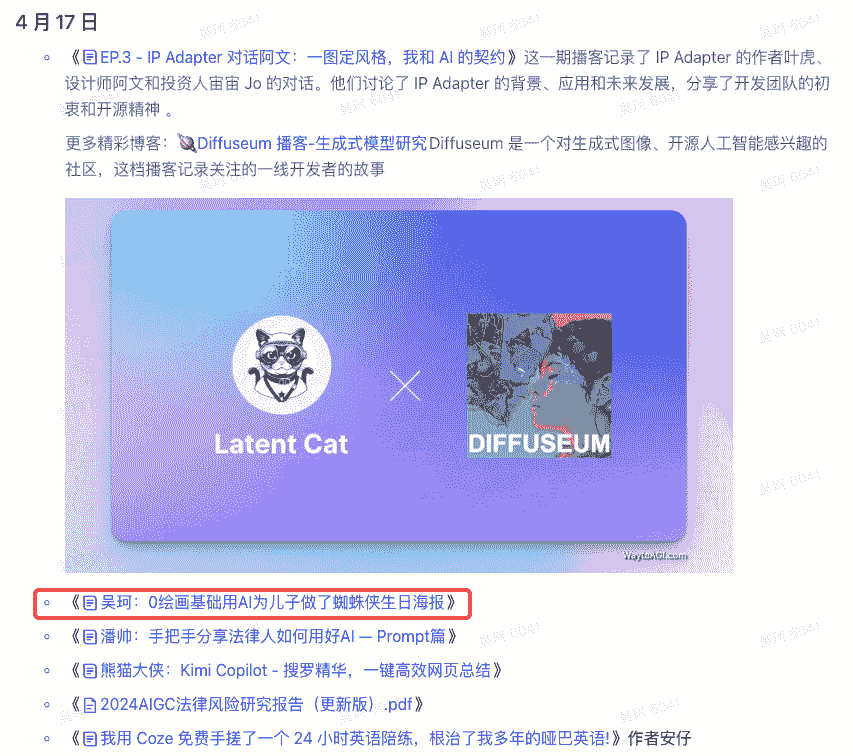 4 月 17 日
《EP.3 - IP Adapter 对话阿文：一图定风格，我和 AI 的契约》这一期播客记录了 IP Adapter 的作者叶虎、
设计师阿文和投资人宙宙 Jo 的对话。他们讨论了 IP Adapter 的背景、应用和未来发展，分享了开发团队的初
衷和开源精神 。
更多精彩博客：Diffuseum 播客-生成式模型研究Diffuseum 是一个对生成式图像、开源人工智能感兴趣的
社区，这档播客记录关注的一线开发者的故事
Latent Cat
DIFFUSEUM
WaytoAGI.com
《吴珂：0绘画基础用AI为儿子做了蜘蛛侠生日海报》
《潘帅：手把手分享法律人如何用好AI — Prompt篇》
《熊猫大侠：Kimi Copilot - 搜罗精华，一键高效网页总结》
《2024AIGC法律风险研究报告（更新版）.pdf》
《我用 Coze 免费手搓了一个 24 小时英语陪练，根治了我多年的哑巴英语!》作者安仔